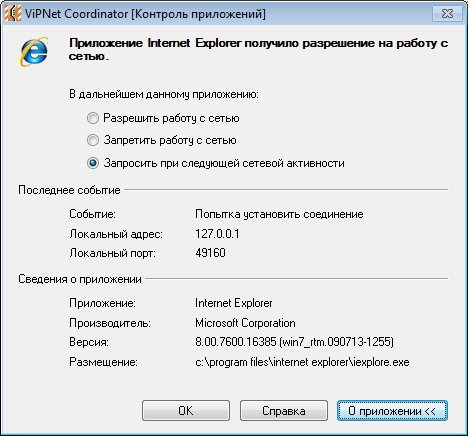 ViPNet Coordinator [Контроль приложений]
Приложение Internet Explorer получило разрешение на работу с
сетью.
В дальнейшем данному приложению:
Разрешить работу с сетью
Запретить работу с сетью
Запросить при следующей сетевой активности
Последнее событие
Событие: Попытка установить соединение
Локальный адрес: 127.0.0.1
Локальный порт: 49160
Сведения о приложении
Приложение: Internet Explorer
Производитель: Microsoft Corporation
Версия: 8.00.7600.16385 (win7_rtm.090713-1255)
Размещение: c:\program files\internet explorer\iexplore.exe
OK Справка О приложении <<